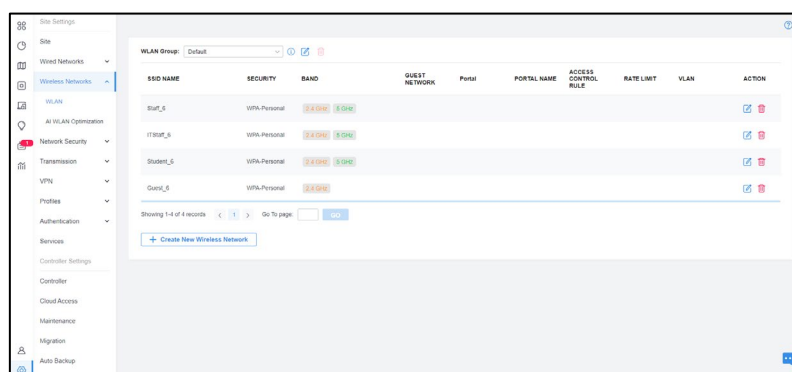 Site Settings
Site
Wired Networks
Wireless Networks
WLAN
AI WLAN Optimization
1
Network Security
Transmission
VPN
Profiles
Authentication
Services
Controller Settings
Controller
Cloud Access
Maintenance
Migration
Auto Backup
WLAN Group: Default
SSID NAME SECURITY BAND GUEST NETWORK Portal PORTAL NAME ACCESS CONTROL RULE RATE LIMIT VLAN ACTION
Staff_6 WPA-Personal 2.4 GHz 5 GHz
ITStaff_6 WPA-Personal 2.4 GHz 5 GHz
Student_6 WPA-Personal 2.4 GHz 5 GHz
Guest_6 WPA-Personal 2.4 GHz
Showing 1-4 of 4 records < 1 > Go To page: GO
+ Create New Wireless Network